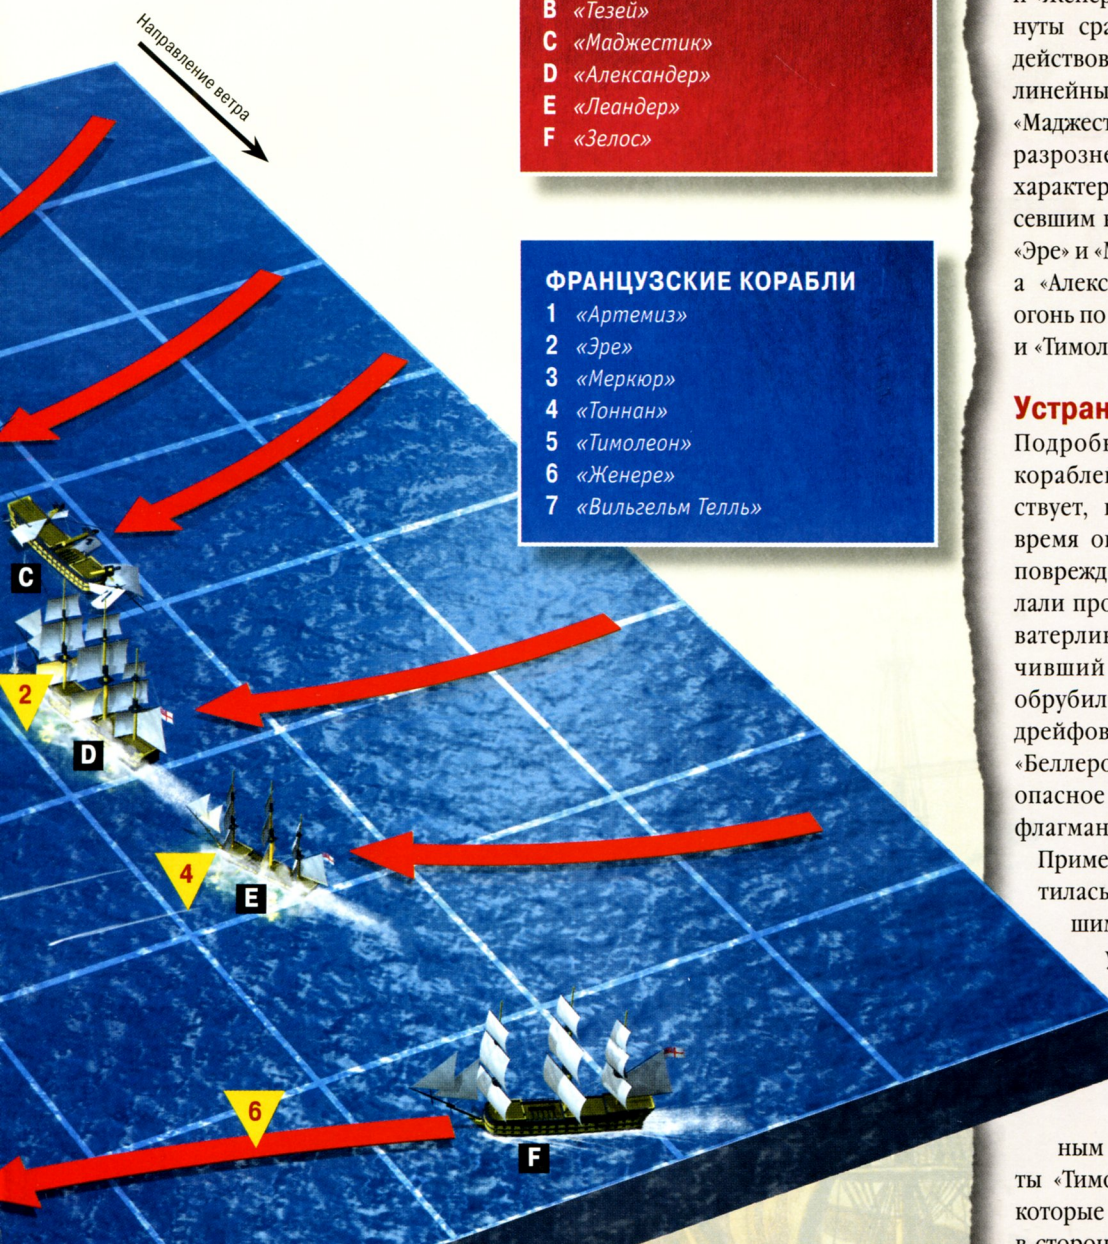 Направление ветра
B «Тезей»
C «Маджестик»
D «Александер»
E «Леандер»
F «Зелос»
ФРАНЦУЗСКИЕ КОРАБЛИ
1 «Артемиз»
2 «Эре»
3 «Меркюр»
4 «Тоннан»
5 «Тимолеон»
6 «Женере»
7 «Вильгельм Телль»
C
2
D
4
E
6
F
нуты сра
действов
линейны
«Маджест
разрозне
характер
севшим
«Эре» и «
а «Алекс
огонь по
и «Тимол
Устран
Подробн
кораблей
ствует,
время
поврежд
лали про
ватерли
чивший
обрубил
дрейфов
«Беллеро
опасное
флагман
Приме
тилась
шим
ным
ты «Тимо
которые
в сторон